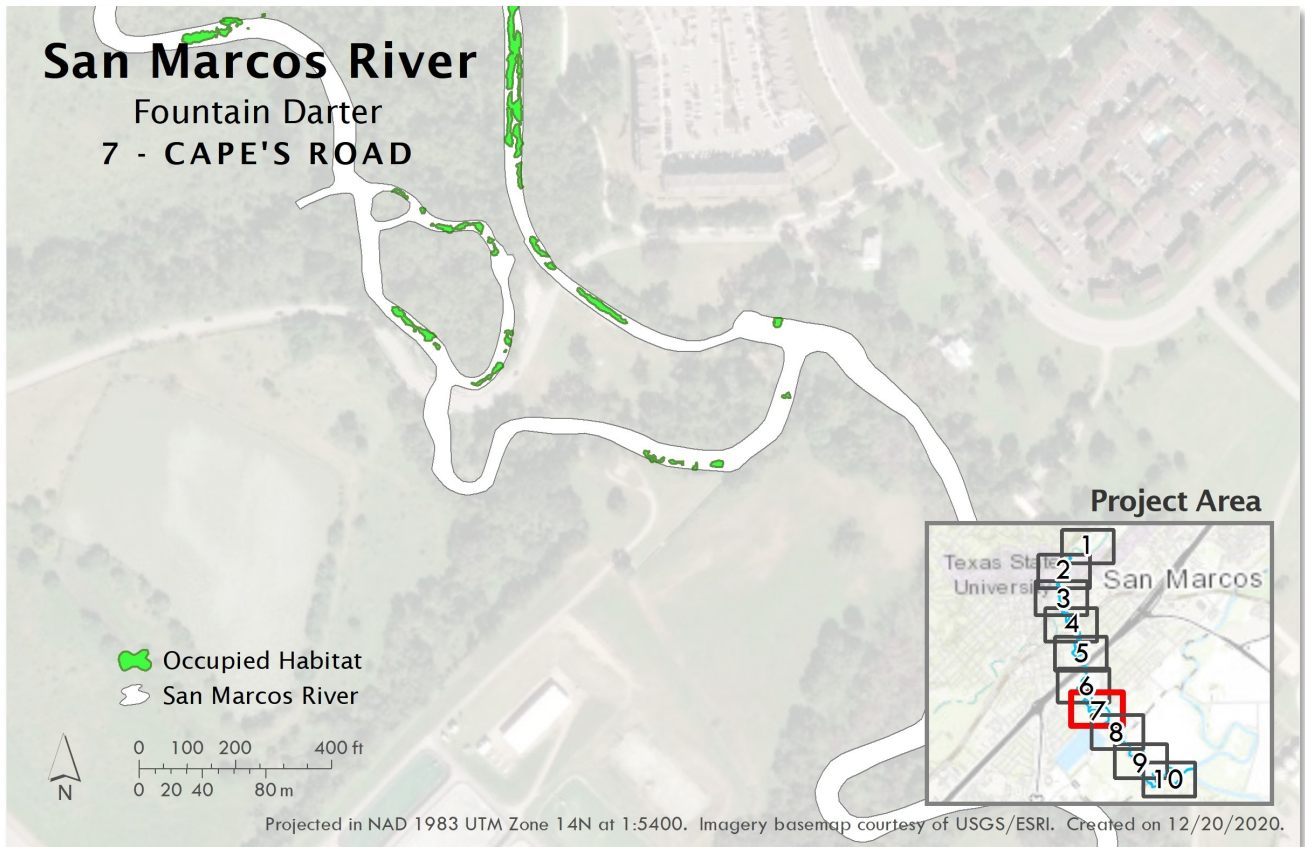 San Marcos River
Fountain Darter
7 - CAPE'S ROAD
Project Area
Texas State
University
San Marcos
1
2
3
4
5
6
7
8
9
10
Occupied Habitat
San Marcos River
0 100 200 400 ft
0 20 40 80 m
N
Projected in NAD 1983 UTM Zone 14N at 1:5400. Imagery basemap courtesy of USGS/ESRI. Created on 12/20/2020.